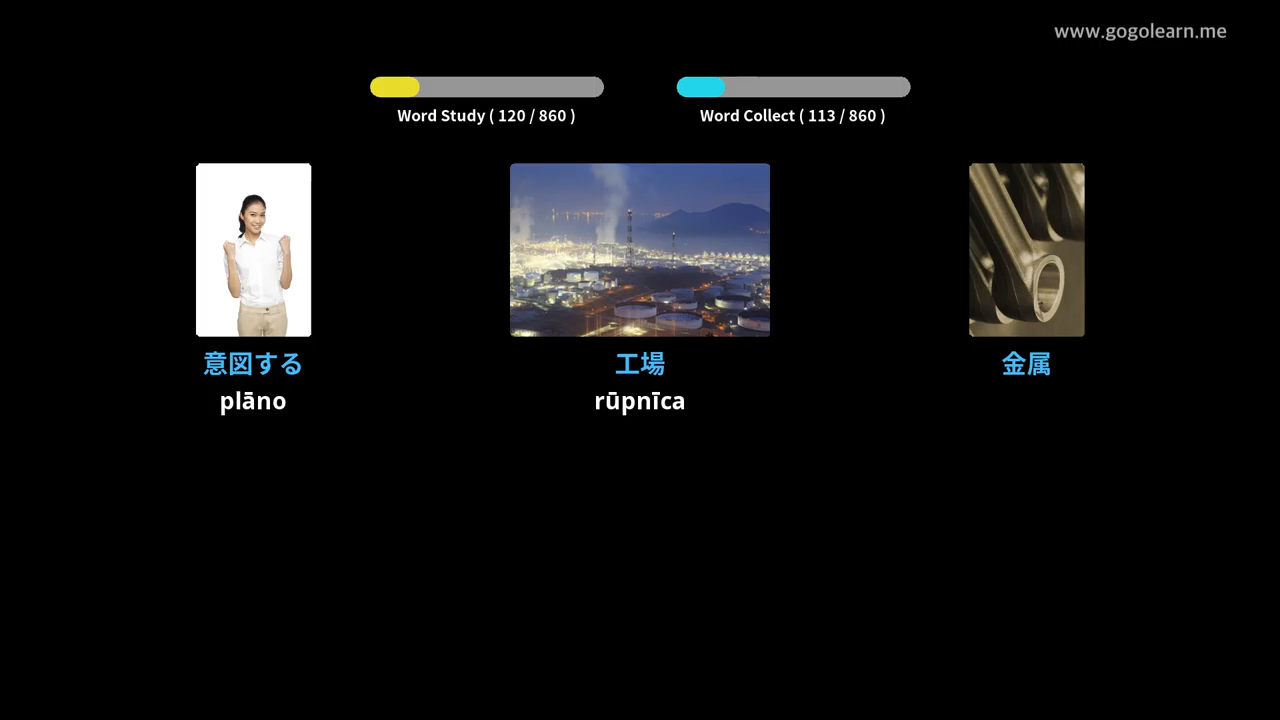 www.gogolearn.me
Word Study ( 120 / 860 )
Word Collect ( 113 / 860 )
意図する
plāno
工場
rūpnīca
金属